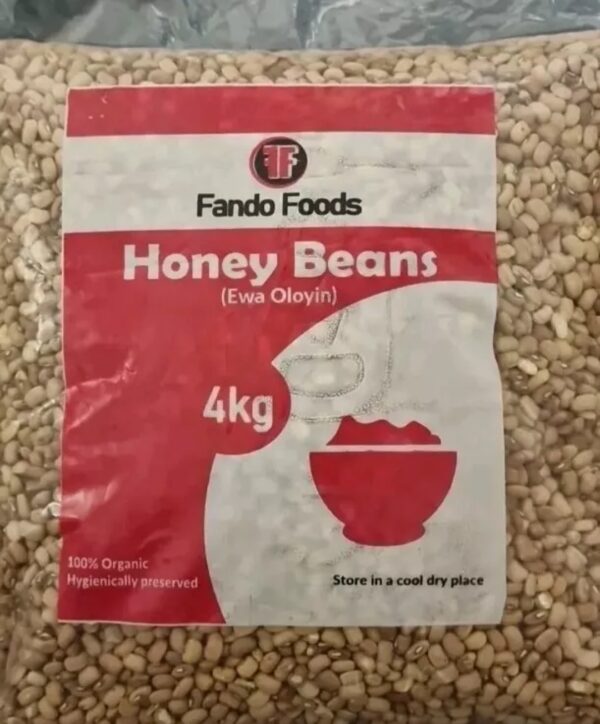 FF
Fando Foods
Honey Beans
(Ewa Oloyin)
4kg
100% Organic
Hygienically preserved
Store in a cool dry place